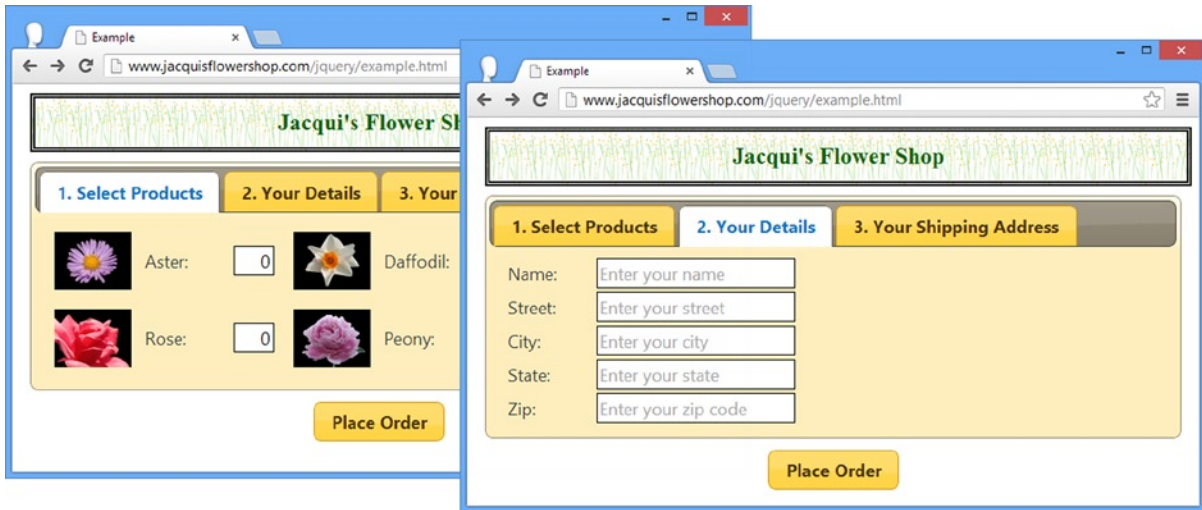 Example
www.jacquisflowershop.com/jquery/example.html
Jacqui's Flower Sh
1. Select Products 2. Your Details 3. Your
Aster: 0 Daffodil:
Rose: 0 Peony:
Place Order
Example
www.jacquisflowershop.com/jquery/example.html
Jacqui's Flower Shop
1. Select Products 2. Your Details 3. Your Shipping Address
Name: Enter your name
Street: Enter your street
City: Enter your city
State: Enter your state
Zip: Enter your zip code
Place Order